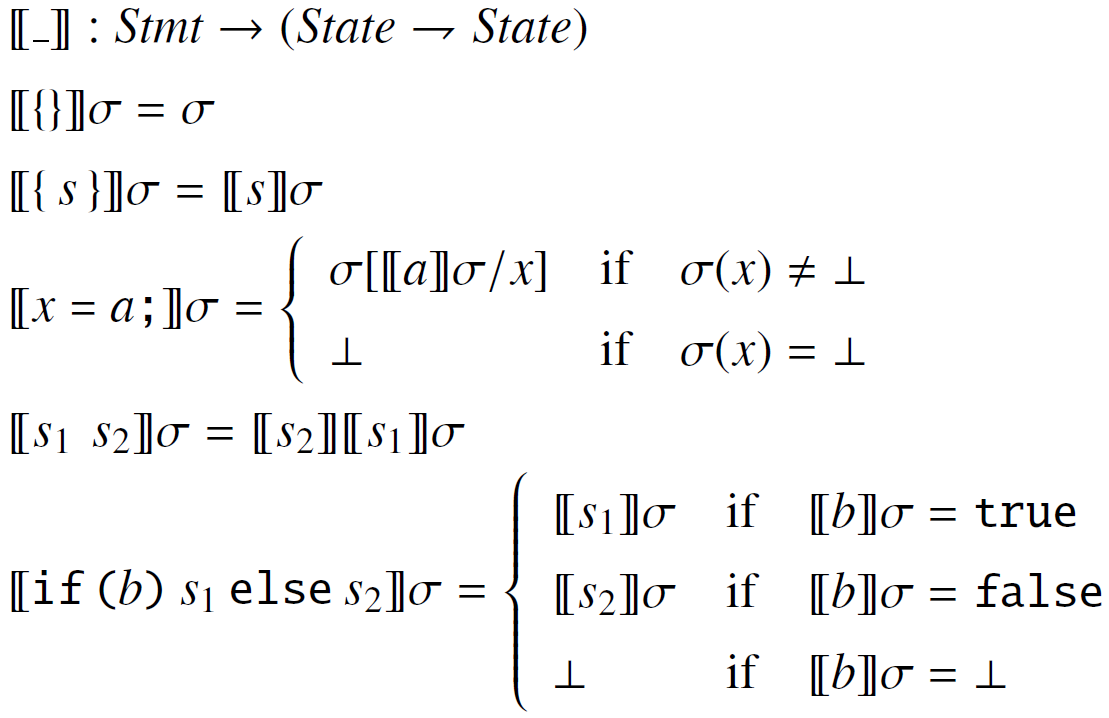 ⟦_⟧ : Stmt → (State ⇀ State)
⟦{}⟧σ = σ
⟦{ s }⟧σ = ⟦s⟧σ
⟦x = a;⟧σ = { σ[⟦a⟧σ/x] if σ(x) ≠ ⊥
⊥ if σ(x) = ⊥
⟦s₁ s₂⟧σ = ⟦s₂⟧⟦s₁⟧σ
⟦if (b) s₁ else s₂⟧σ = { ⟦s₁⟧σ if ⟦b⟧σ = true
⟦s₂⟧σ if ⟦b⟧σ = false
⊥ if ⟦b⟧σ = ⊥